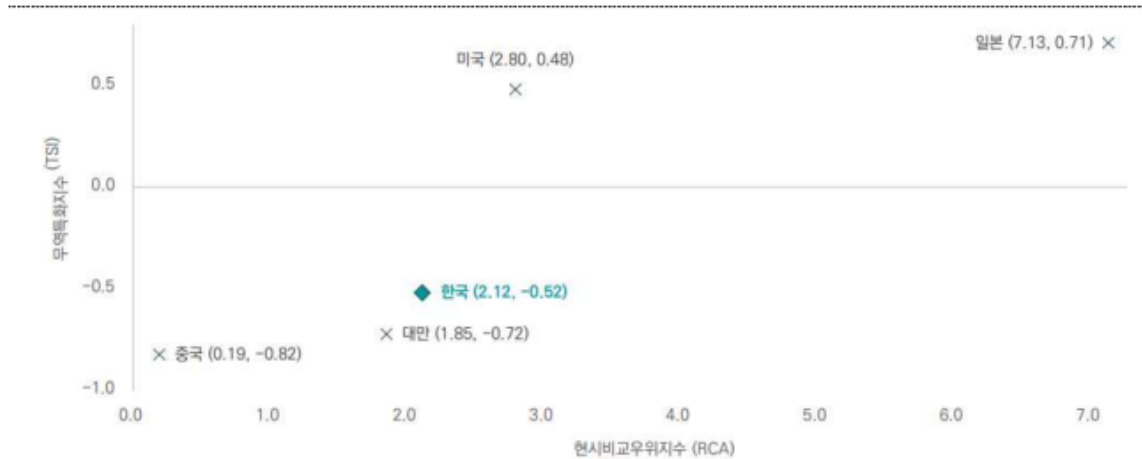 일본 (7.13, 0.71)
미국 (2.80, 0.48)
0.5
무역특화지수 (TSI)
0.0
-0.5
한국 (2.12, -0.52)
대만 (1.85, -0.72)
중국 (0.19, -0.82)
-1.0
0.0 1.0 2.0 3.0 4.0 5.0 6.0 7.0
현시비교우위지수 (RCA)